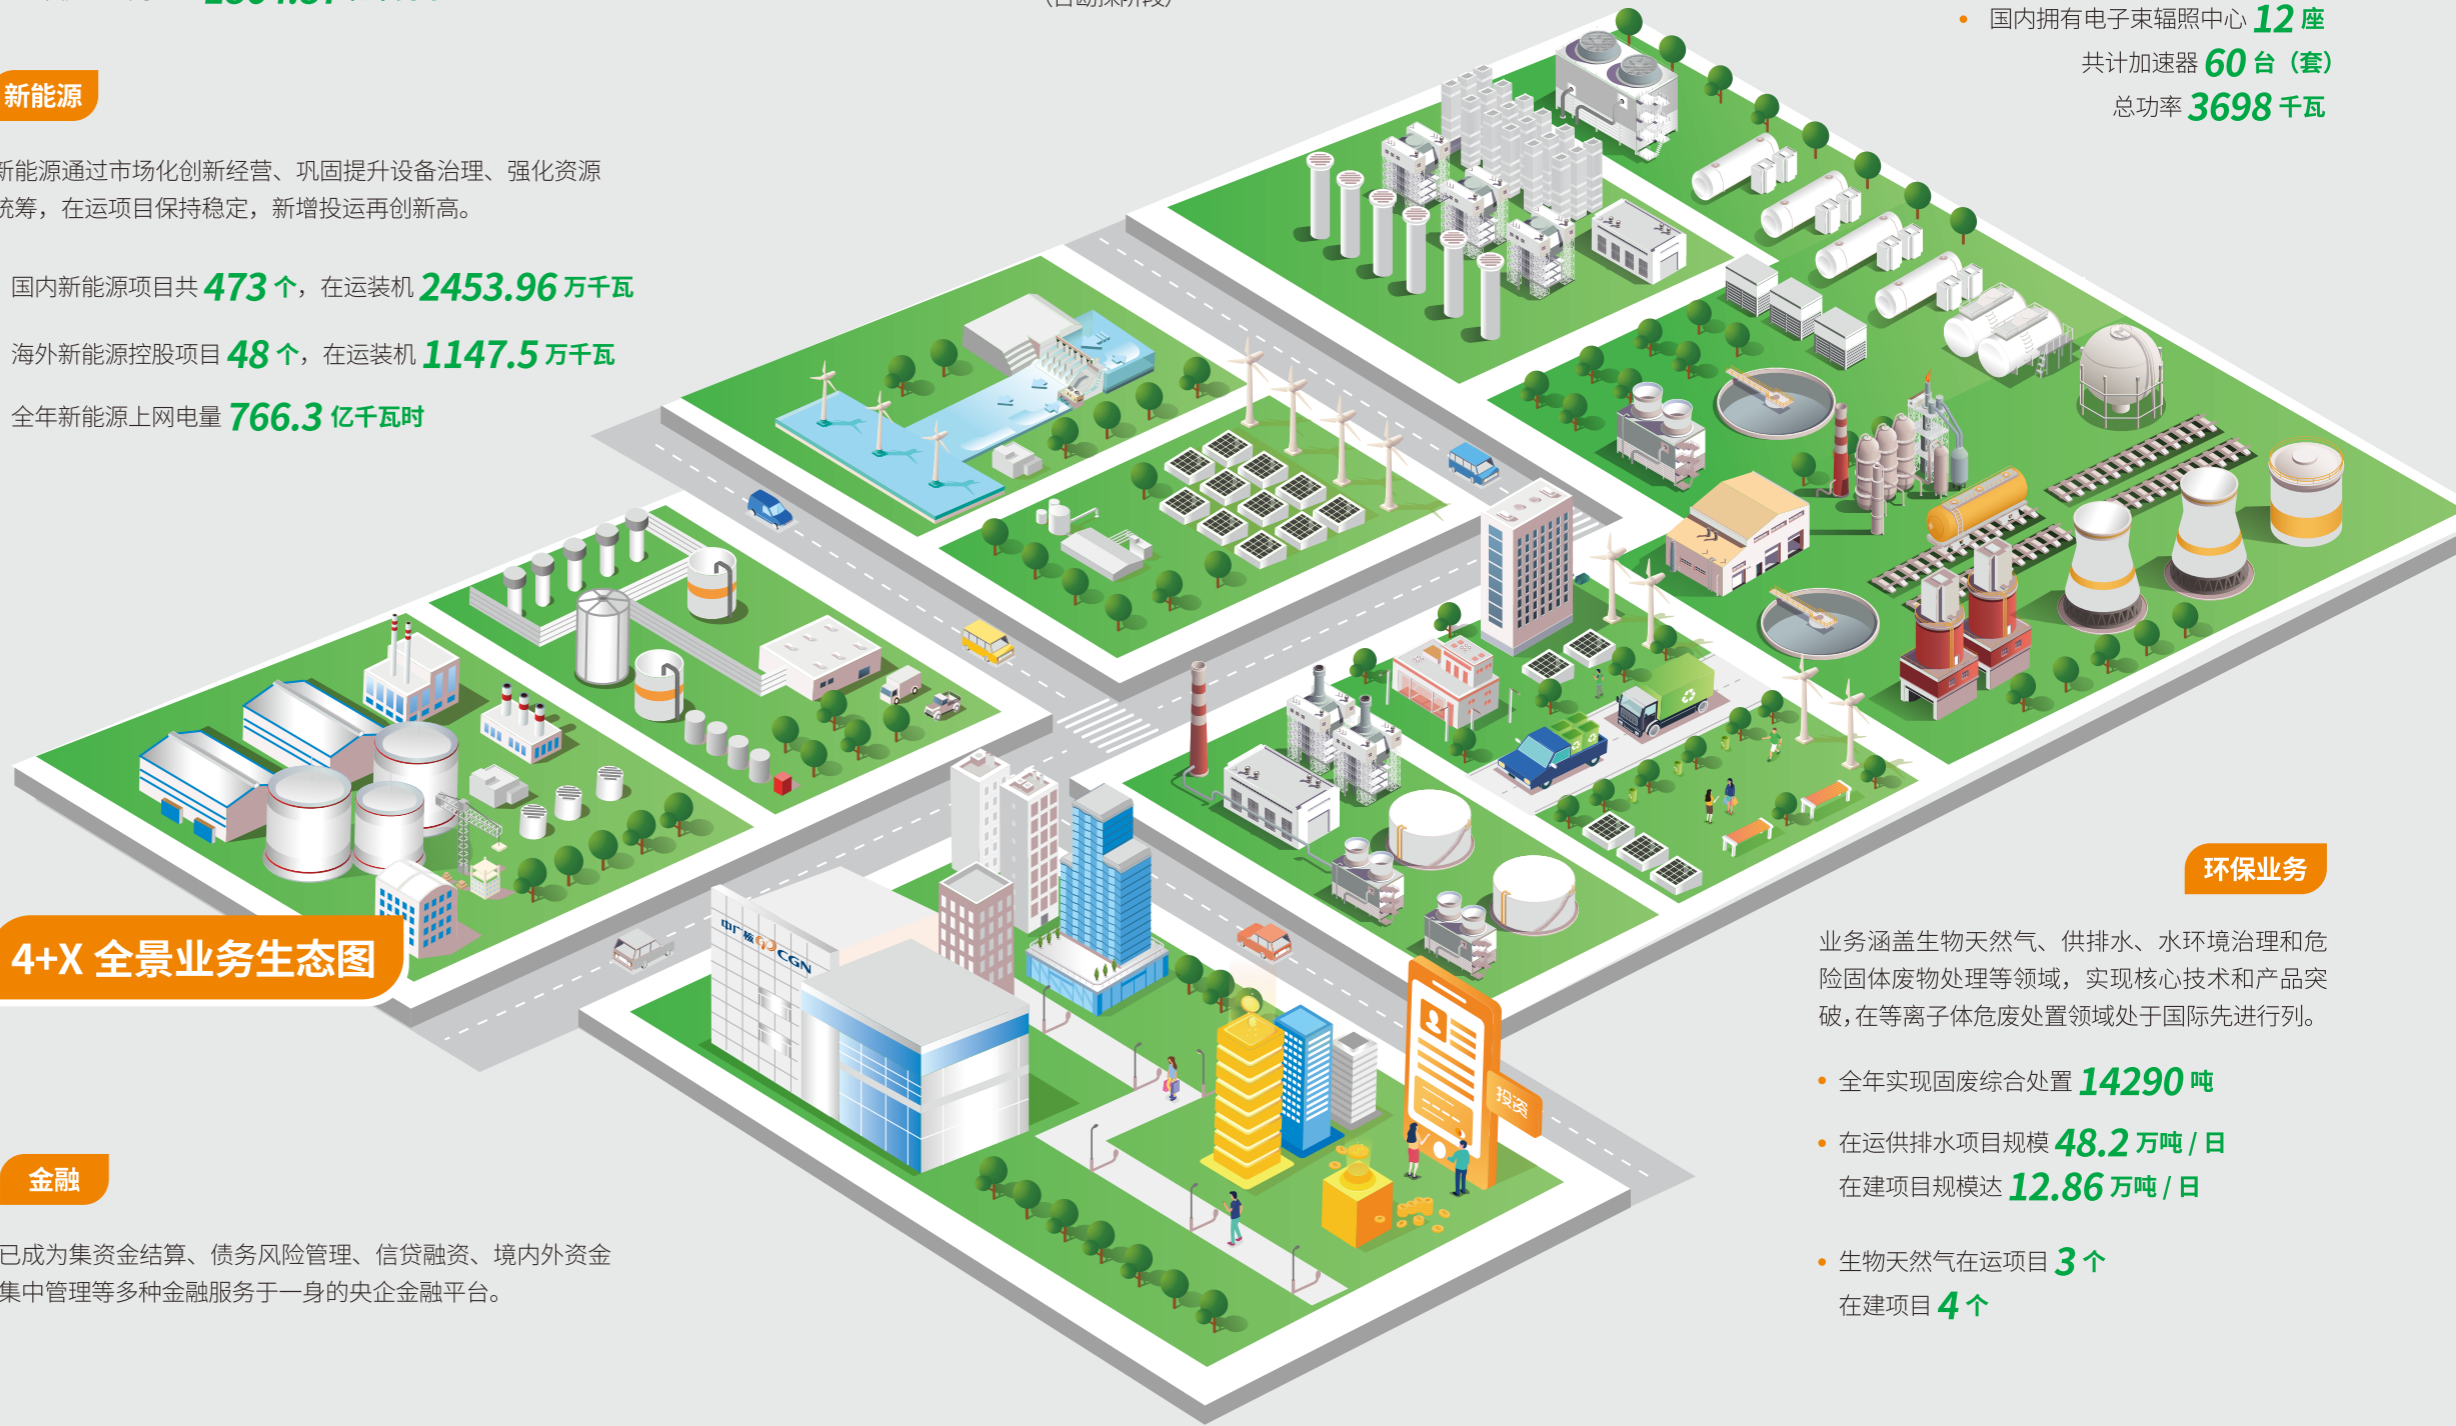 新能源
新能源通过市场化创新经营、巩固提升设备治理、强化资源
统筹，在运项目保持稳定，新增投运再创新高。
国内新能源项目共 473 个，在运装机 2453.96 万千瓦
海外新能源控股项目 48 个，在运装机 1147.5 万千瓦
全年新能源上网电量 766.3 亿千瓦时
• 国内拥有电子束辐照中心 12 座
共计加速器 60 台（套）
总功率 3698 千瓦
4+X 全景业务生态图
中广核 CGN
投资
金融
已成为集资金结算、债务风险管理、信贷融资、境内外资金
集中管理等多种金融服务于一身的央企金融平台。
环保业务
业务涵盖生物天然气、供排水、水环境治理和危
险固体废物处理等领域，实现核心技术和产品突
破，在等离子体危废处置领域处于国际先进行列。
• 全年实现固废综合处置 14290 吨
• 在运供排水项目规模 48.2 万吨 / 日
在建项目规模达 12.86 万吨 / 日
• 生物天然气在运项目 3 个
在建项目 4 个